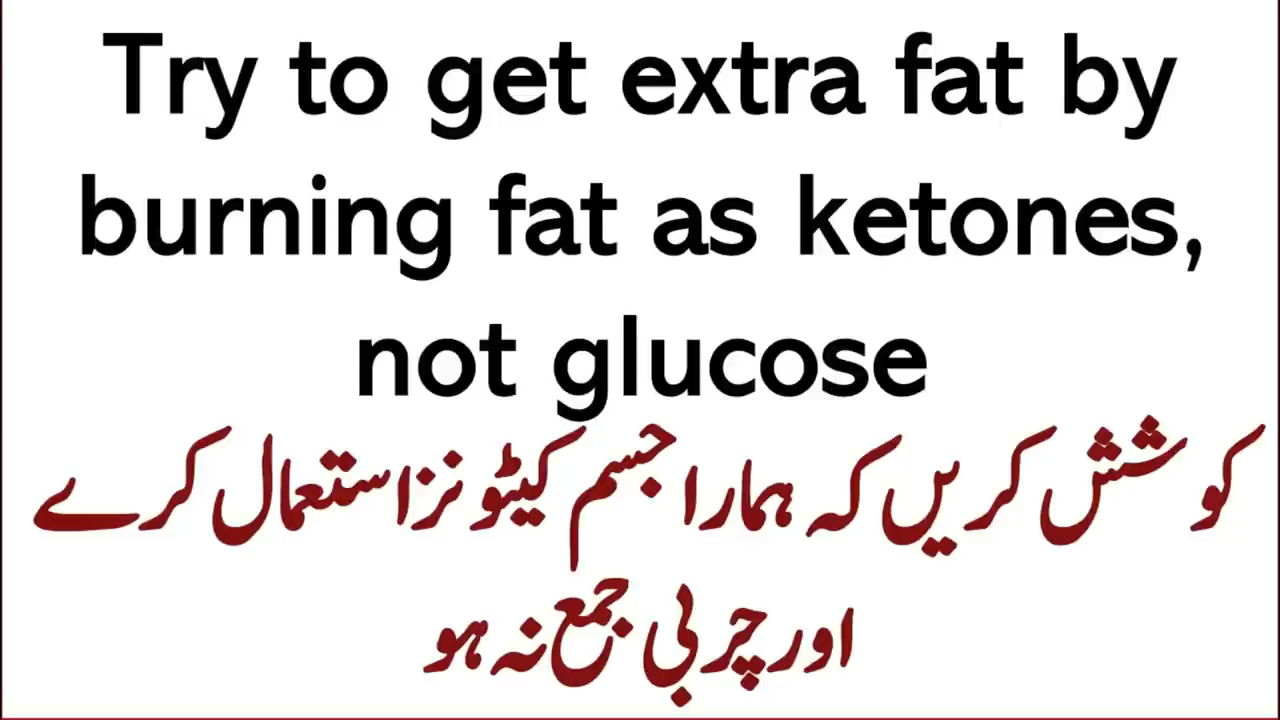 Try to get extra fat by
burning fat as ketones,
not glucose
کوشش کریں کہ ہمارا جسم کیٹونز استعمال کرے
اور چربی جمع نہ ہو